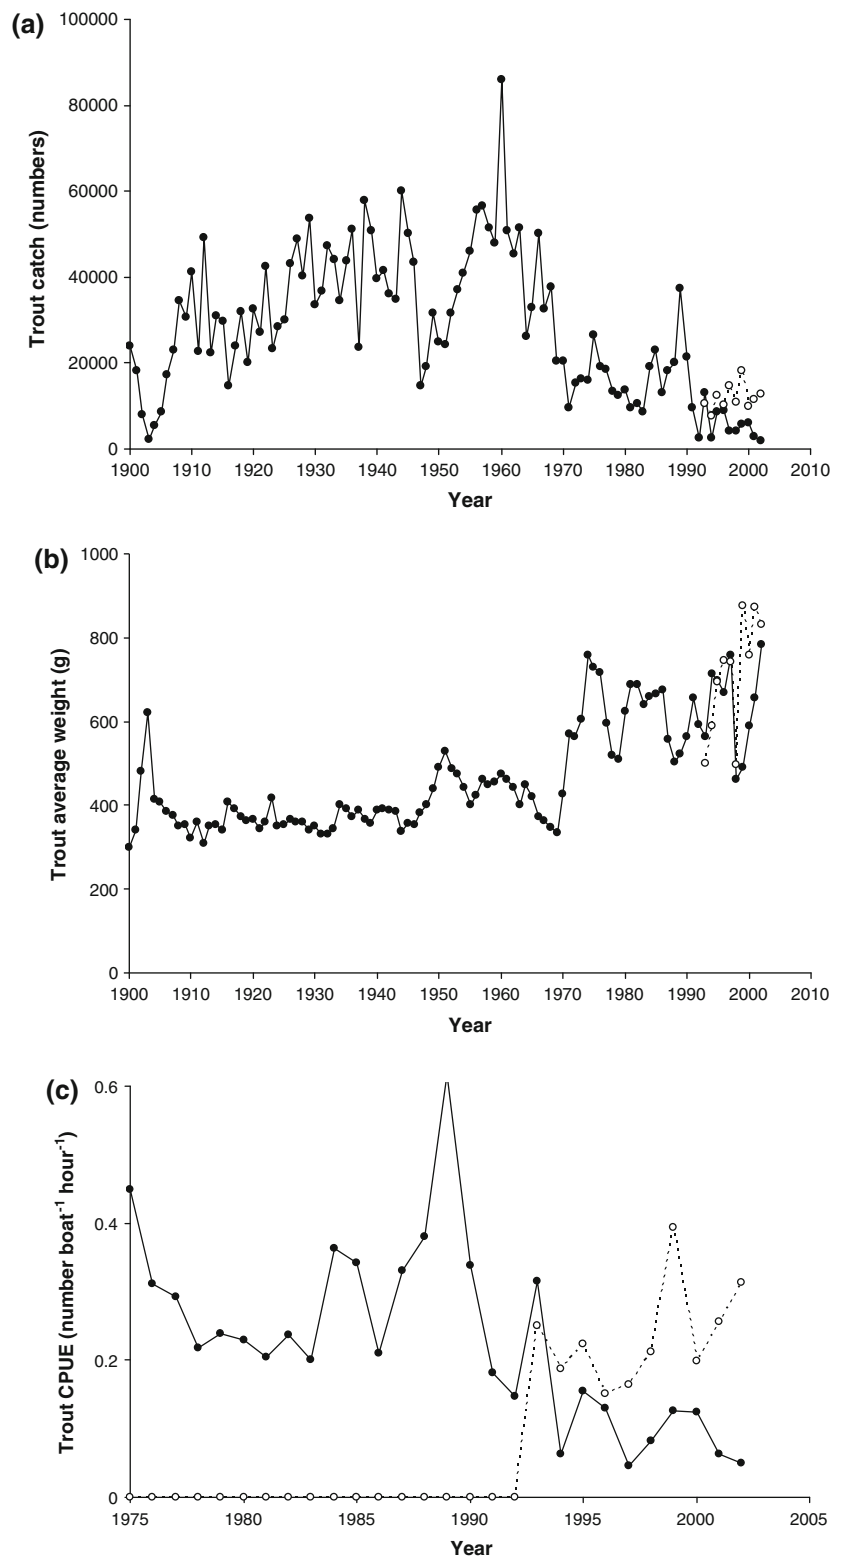 (a)
100000
80000
60000
40000
20000
0
Trout catch (numbers)
1900 1910 1920 1930 1940 1950 1960 1970 1980 1990 2000 2010
Year
(b)
1000
800
600
400
200
0
Trout average weight (g)
1900 1910 1920 1930 1940 1950 1960 1970 1980 1990 2000 2010
Year
(c)
0.6
0.4
0.2
0
Trout CPUE (number boat⁻¹ hour⁻¹)
1975 1980 1985 1990 1995 2000 2005
Year